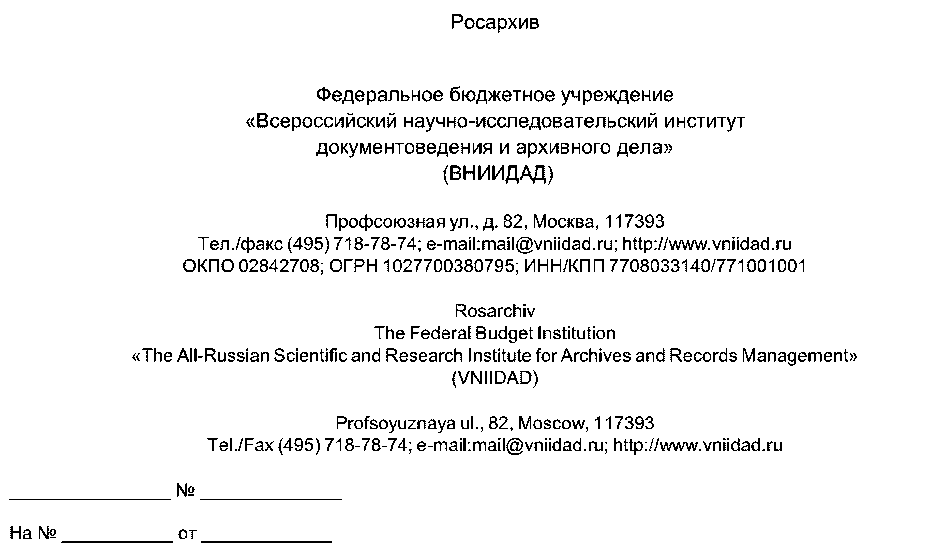 Росархив
Федеральное бюджетное учреждение
«Всероссийский научно-исследовательский институт
документоведения и архивного дела»
(ВНИИДАД)
Профсоюзная ул., д. 82, Москва, 117393
Тел./факс (495) 718-78-74; e-mail:mail@vniidad.ru; http://www.vniidad.ru
ОКПО 02842708; ОГРН 1027700380795; ИНН/КПП 7708033140/771001001
Rosarchiv
The Federal Budget Institution
«The All-Russian Scientific and Research Institute for Archives and Records Management»
(VNIIDAD)
Profsoyuznaya ul., 82, Moscow, 117393
Tel./Fax (495) 718-78-74; e-mail:mail@vniidad.ru; http://www.vniidad.ru
________________ № ______________
На № ___________ от _____________